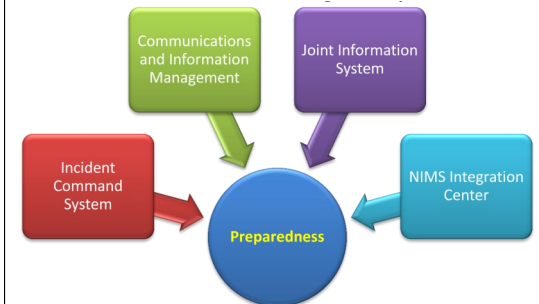 Communications
and Information
Management
Joint Information
System
Incident
Command
System
NIMS Integration
Center
Preparedness